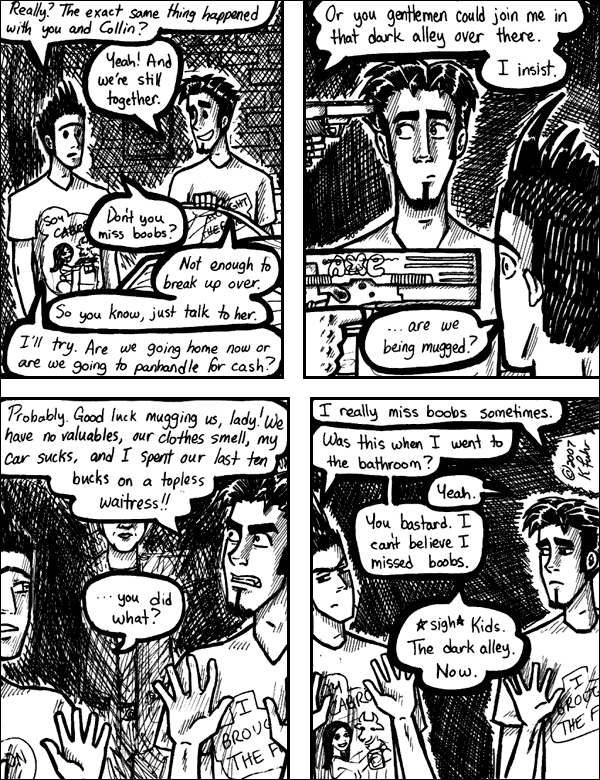 Really? The exact same thing happened
with you and Collin?
Yeah! And
we're still
together.
Don't you
miss boobs?
Not enough to
break up over.
So you know, just talk to her.
I'll try. Are we going home now or
are we going to panhandle for cash?
SOY
Or you gentlemen could join me in
that dark alley over there.
I insist.
... are we
being mugged?
Probably. Good luck mugging us, lady! We
have no valuables, our clothes smell, my
car sucks, and I spent our last ten
bucks on a topless
waitress!!
... you did
what?
I
BROUG
THE F
ON
I really miss boobs sometimes.
Was this when I went to
the bathroom?
Yeah.
You bastard. I
can't believe I
missed boobs.
*sigh* Kids.
The dark alley.
Now.
I
BROUG
THE F
©2007